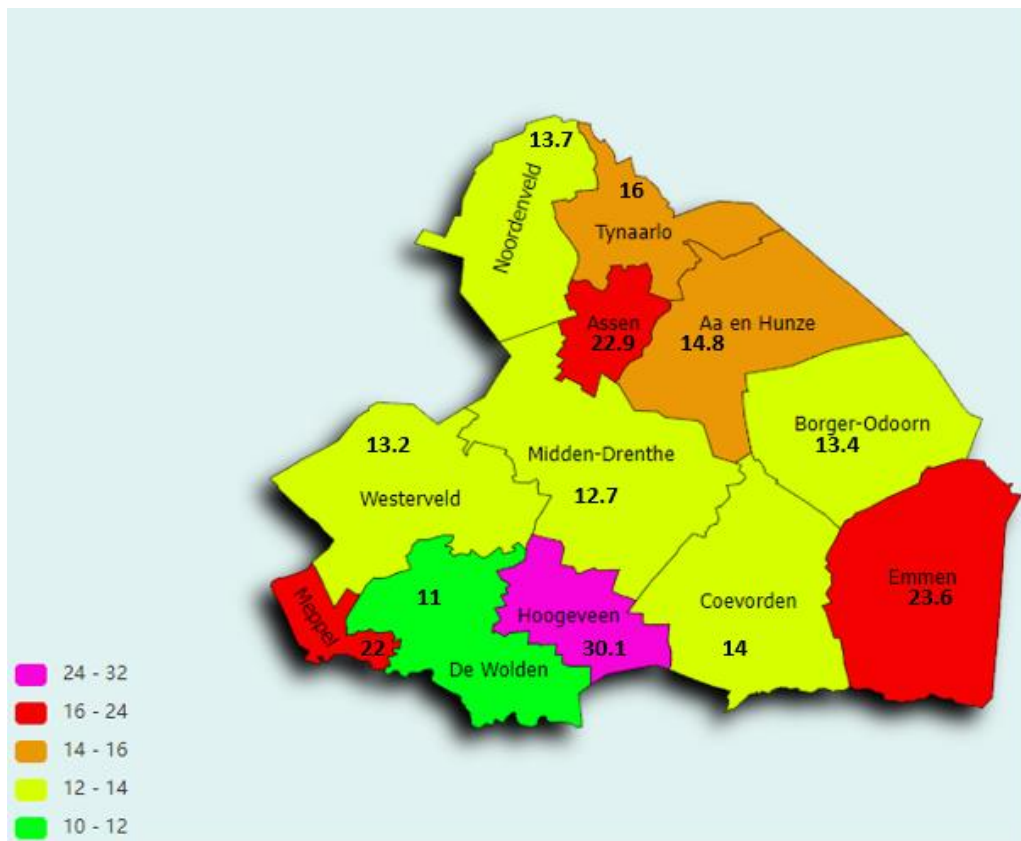 13.7
Noordenveld
16
Tynaarlo
Assen
22.9
Aa en Hunze
14.8
Borger-Odoorn
13.4
13.2
Westerveld
Midden-Drenthe
12.7
Emmen
23.6
Coevorden
14
Hoogeveen
30.1
11
De Wolden
Meppel
22
24 - 32
16 - 24
14 - 16
12 - 14
10 - 12